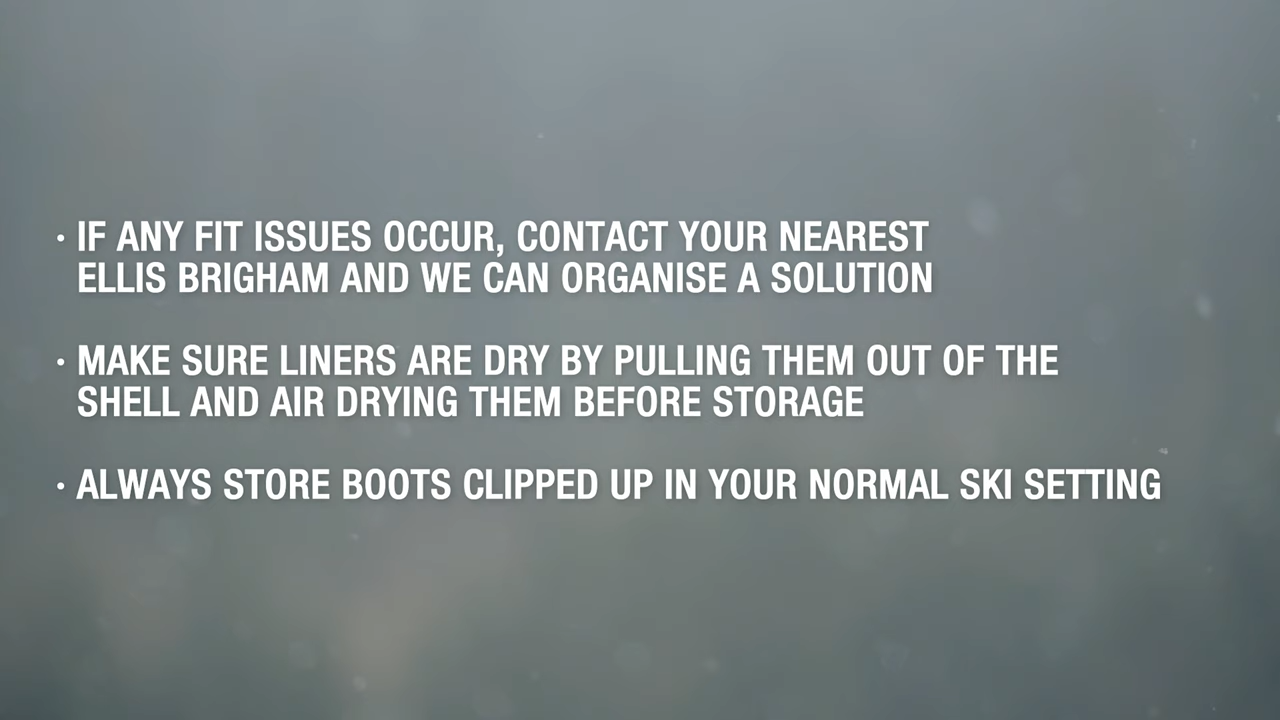 · IF ANY FIT ISSUES OCCUR, CONTACT YOUR NEAREST
ELLIS BRIGHAM AND WE CAN ORGANISE A SOLUTION
· MAKE SURE LINERS ARE DRY BY PULLING THEM OUT OF THE
SHELL AND AIR DRYING THEM BEFORE STORAGE
· ALWAYS STORE BOOTS CLIPPED UP IN YOUR NORMAL SKI SETTING